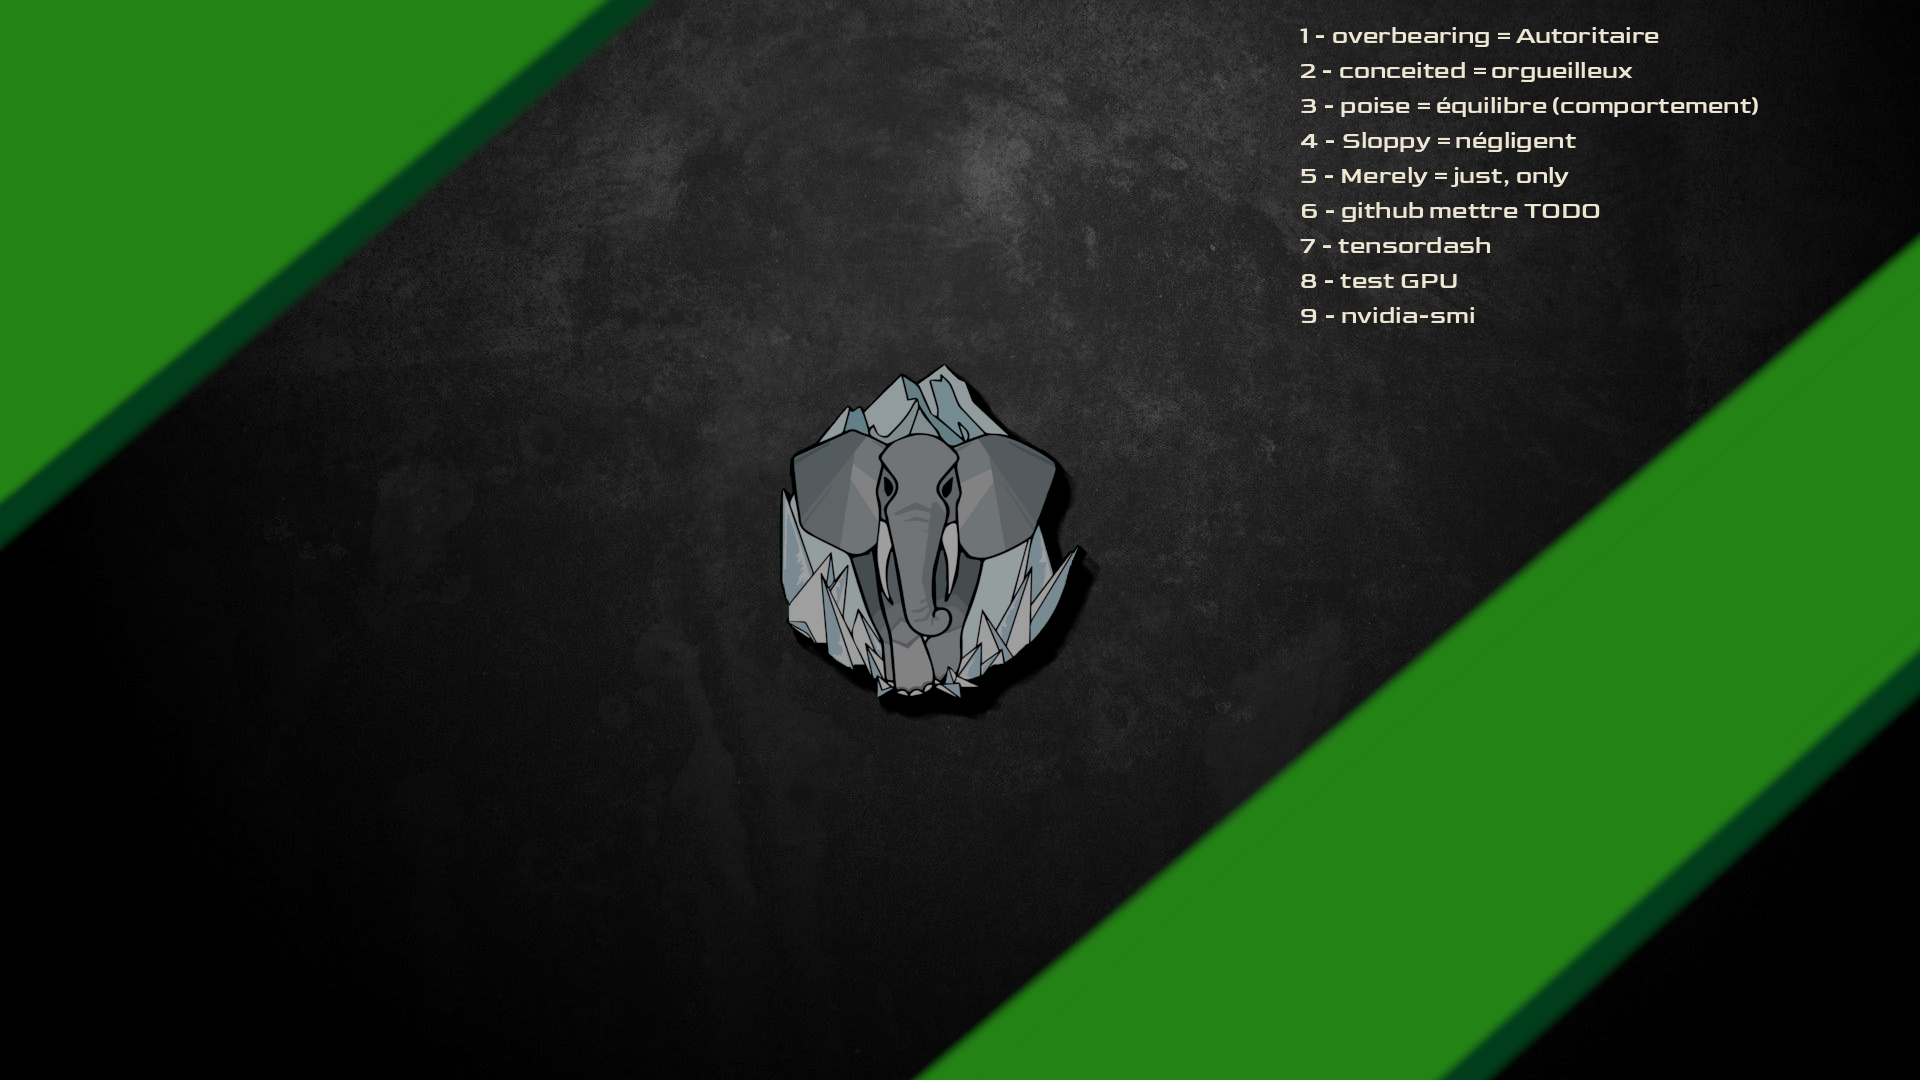 1 - overbearing = Autoritaire
2 - conceited = orgueilleux
3 - poise = équilibre (comportement)
4 - Sloppy = négligent
5 - Merely = just, only
6 - github mettre TODO
7 - tensordash
8 - test GPU
9 - nvidia-smi